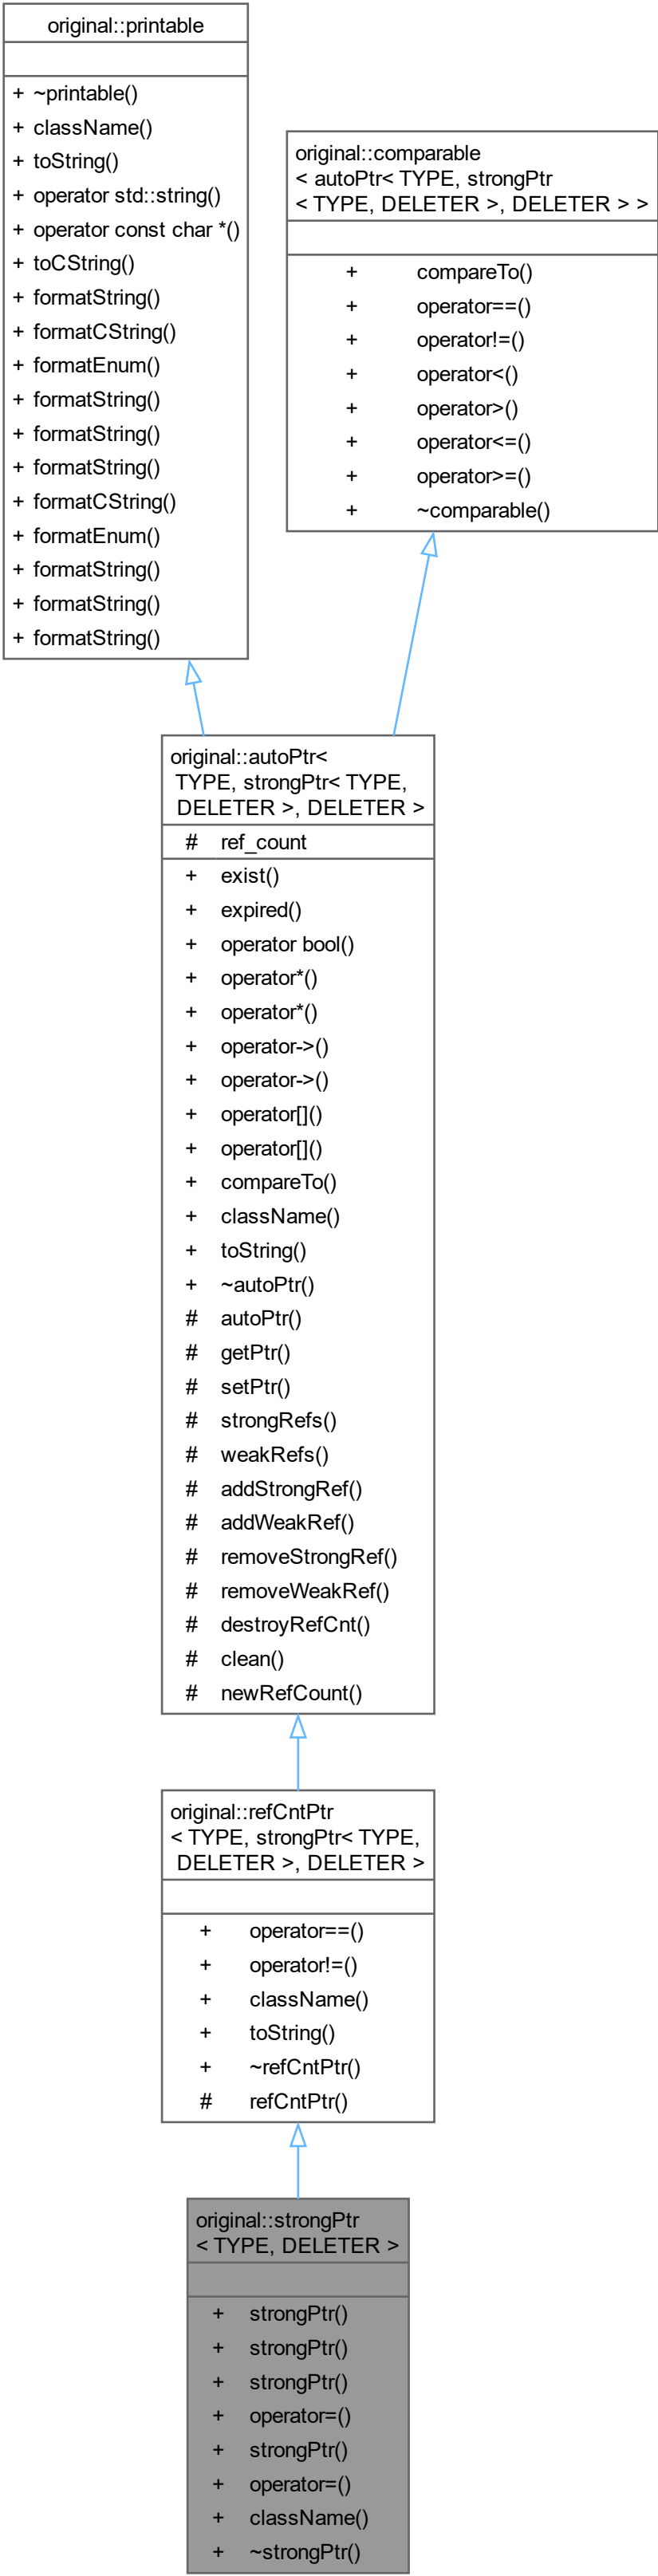 original::printable
+ ~printable()
+ className()
+ toString()
+ operator std::string()
+ operator const char *()
+ toCString()
+ formatString()
+ formatCString()
+ formatEnum()
+ formatString()
+ formatString()
+ formatString()
+ formatCString()
+ formatEnum()
+ formatString()
+ formatString()
+ formatString()
original::comparable
< autoPtr< TYPE, strongPtr
< TYPE, DELETER >, DELETER > >
+ compareTo()
+ operator==()
+ operator!=()
+ operator<()
+ operator>()
+ operator<=()
+ operator>=()
+ ~comparable()
original::autoPtr<
TYPE, strongPtr< TYPE,
DELETER >, DELETER >
# ref_count
+ exist()
+ expired()
+ operator bool()
+ operator*()
+ operator*()
+ operator->()
+ operator->()
+ operator[]()
+ operator[]()
+ compareTo()
+ className()
+ toString()
+ ~autoPtr()
# autoPtr()
# getPtr()
# setPtr()
# strongRefs()
# weakRefs()
# addStrongRef()
# addWeakRef()
# removeStrongRef()
# removeWeakRef()
# destroyRefCnt()
# clean()
# newRefCount()
original::refCntPtr
< TYPE, strongPtr< TYPE,
DELETER >, DELETER >
+ operator==()
+ operator!=()
+ className()
+ toString()
+ ~refCntPtr()
# refCntPtr()
original::strongPtr
< TYPE, DELETER >
+ strongPtr()
+ strongPtr()
+ strongPtr()
+ operator=()
+ strongPtr()
+ operator=()
+ className()
+ ~strongPtr()